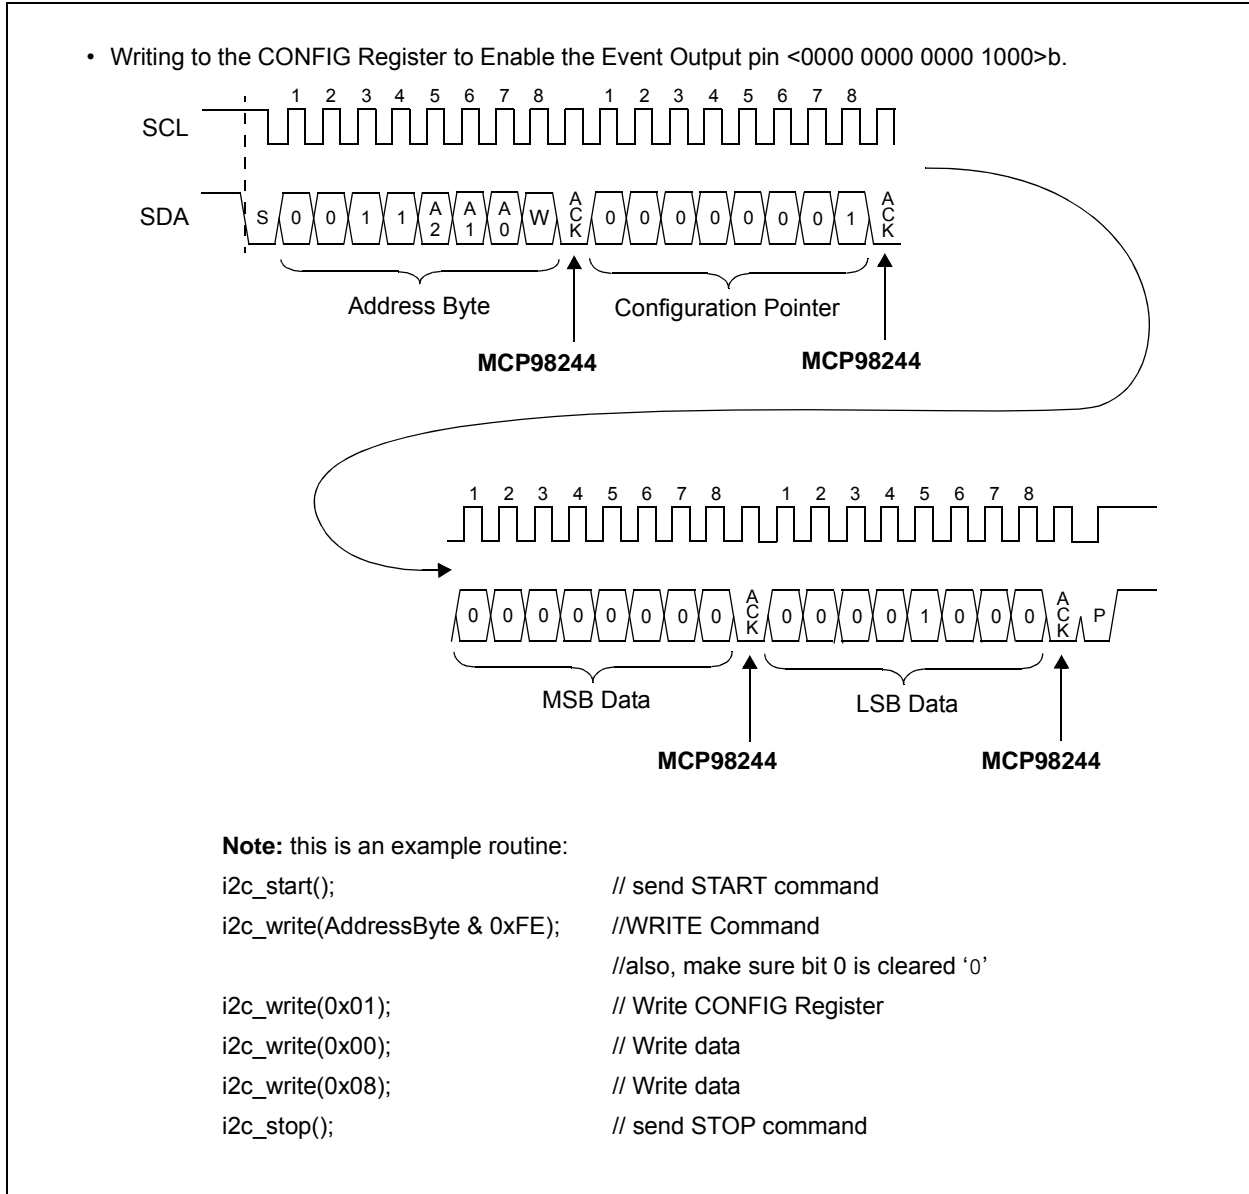 • Writing to the CONFIG Register to Enable the Event Output pin <0000 0000 0000 1000>b.
1 2 3 4 5 6 7 8 1 2 3 4 5 6 7 8
SCL
SDA
S 0 0 1 1 A2 A1 A0 W ACK 0 0 0 0 0 0 0 1 ACK
Address Byte Configuration Pointer
MCP98244 MCP98244
1 2 3 4 5 6 7 8 1 2 3 4 5 6 7 8
0 0 0 0 0 0 0 0 ACK 0 0 0 0 1 0 0 0 ACK P
MSB Data LSB Data
MCP98244 MCP98244
Note: this is an example routine:
i2c_start(); // send START command
i2c_write(AddressByte & 0xFE); //WRITE Command
//also, make sure bit 0 is cleared ‘0’
i2c_write(0x01); // Write CONFIG Register
i2c_write(0x00); // Write data
i2c_write(0x08); // Write data
i2c_stop(); // send STOP command